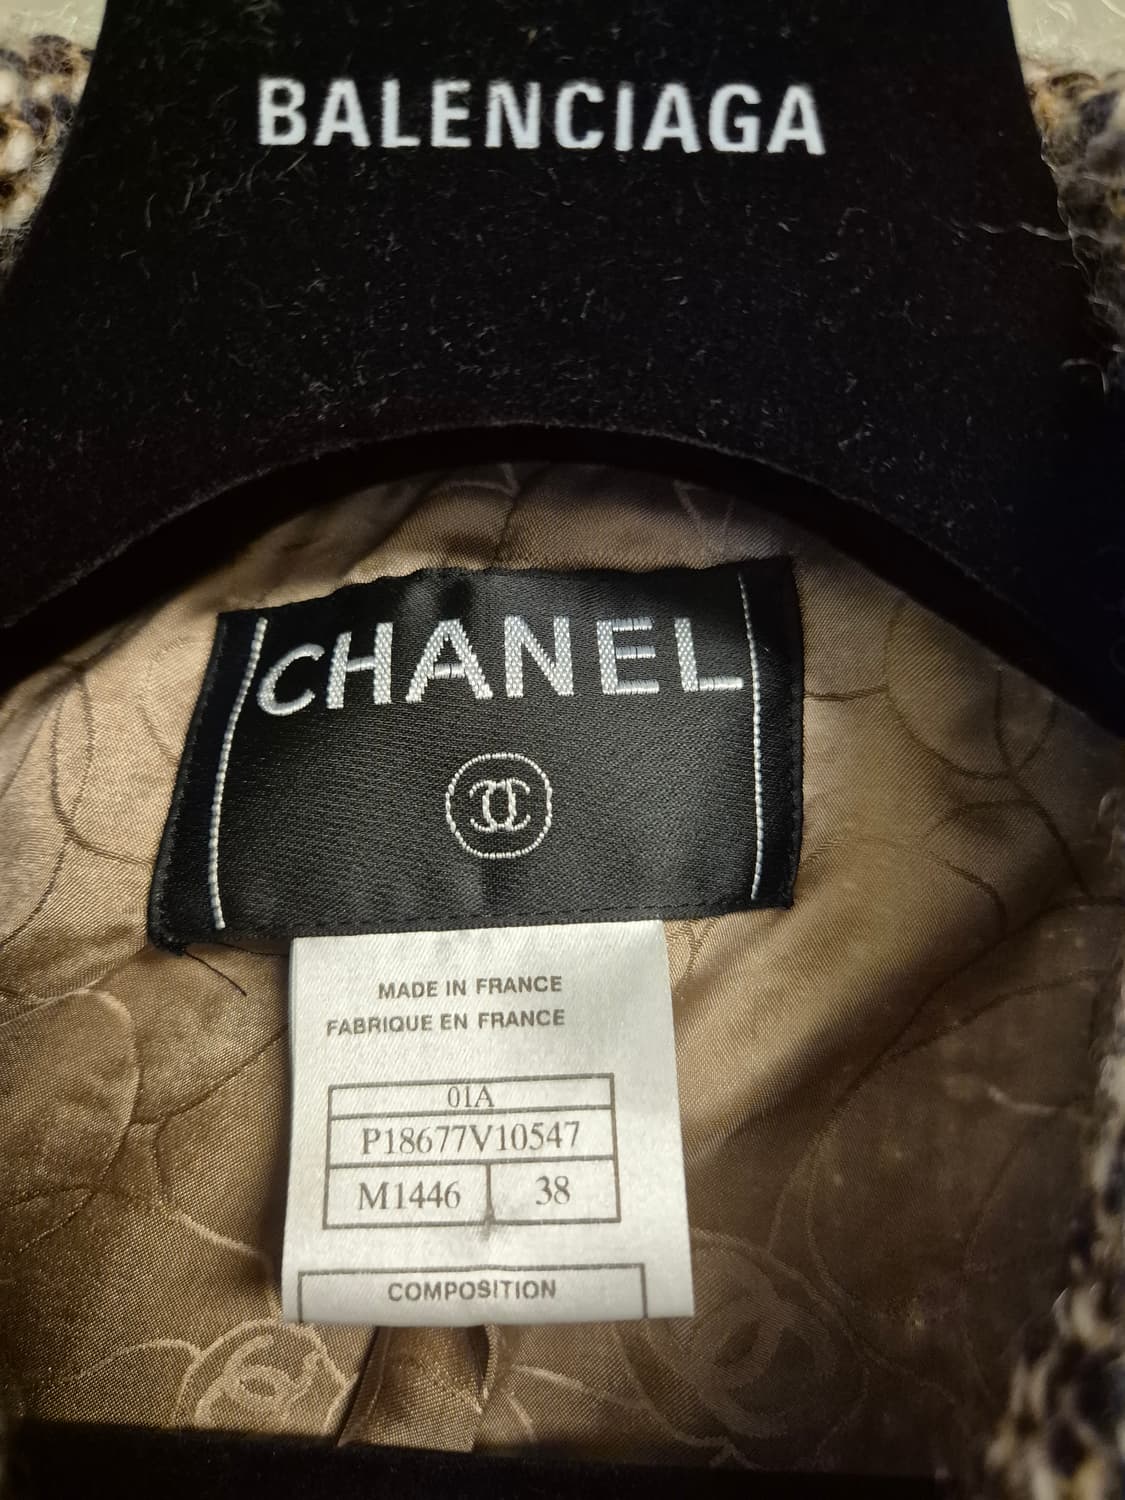 BALENCIAGA
CHANEL
MADE IN FRANCE
FABRIQUE EN FRANCE
01A
P18677V10547
M1446 38
COMPOSITION